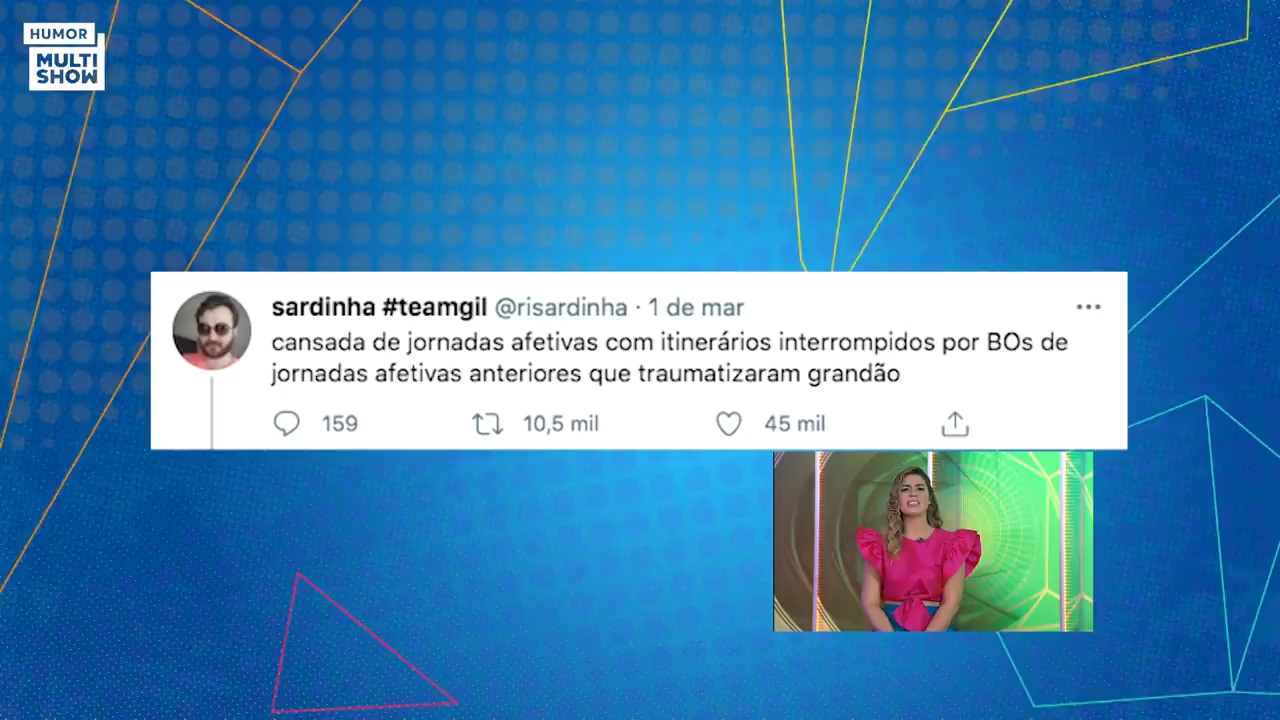 HUMOR
MULTI
SHOW
sardinha #teamgil @risardinha · 1 de mar
cansada de jornadas afetivas com itinerários interrompidos por BOs de
jornadas afetivas anteriores que traumatizaram grandão
159 10,5 mil 45 mil